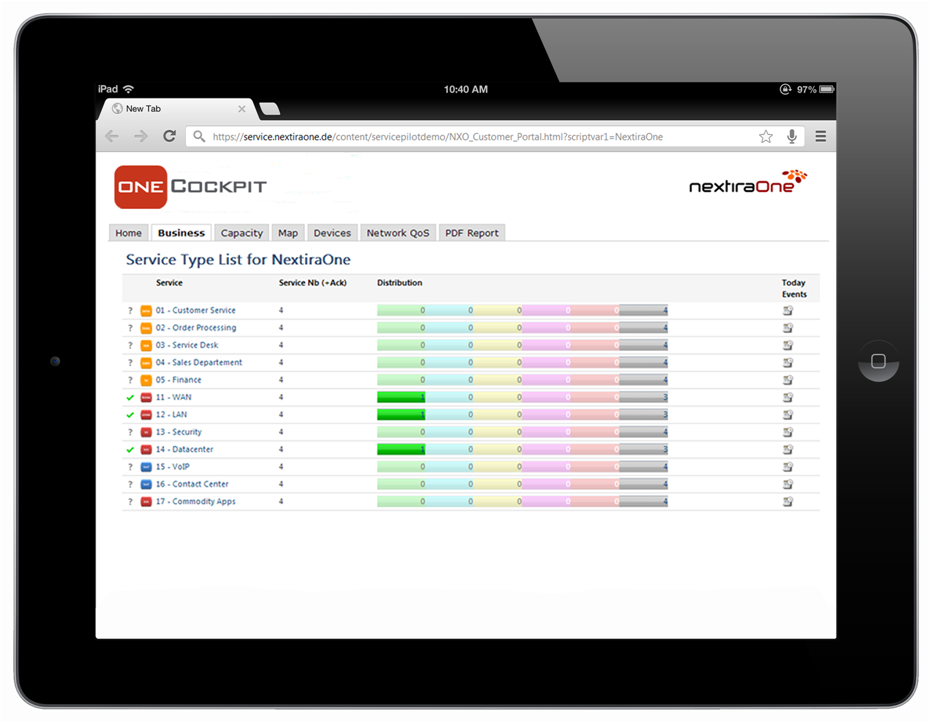 iPad 10:40 AM 97%
New Tab
https://service.nextiraone.de/content/servicepilotdemo/NXO_Customer_Portal.html?scriptvar1=NextiraOne
ONE COCKPIT nextiraOne
Home Business Capacity Map Devices Network QoS PDF Report
Service Type List for NextiraOne
Service Service Nb (+Ack) Distribution Today Events
? 01 - Customer Service 4 0 0 0 0 0 4
? 02 - Order Processing 4 0 0 0 0 0 4
? 03 - Service Desk 4 0 0 0 0 0 4
? 04 - Sales Departement 4 0 0 0 0 0 4
? 05 - Finance 4 0 0 0 0 0 4
11 - WAN 4 1 0 0 0 0 3
12 - LAN 4 1 0 0 0 0 3
? 13 - Security 4 0 0 0 0 0 4
14 - Datacenter 4 1 0 0 0 0 3
? 15 - VoIP 4 0 0 0 0 0 4
? 16 - Contact Center 4 0 0 0 0 0 4
? 17 - Commodity Apps 4 0 0 0 0 0 4